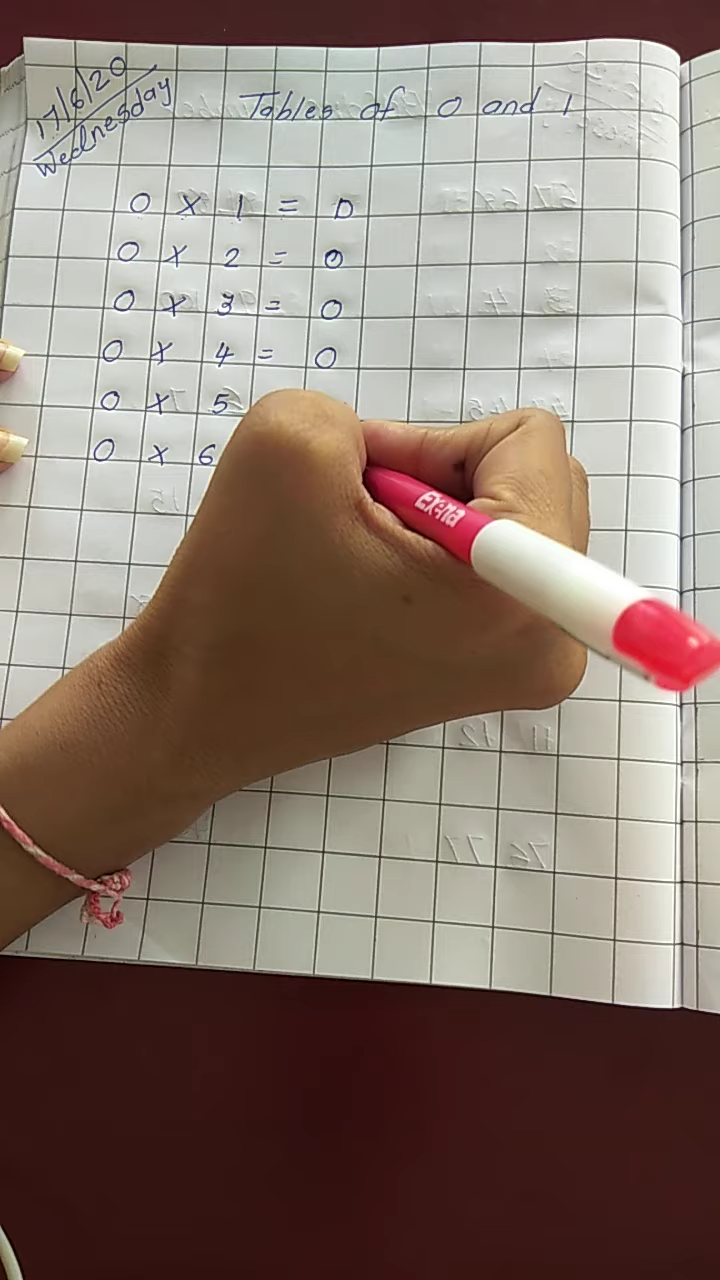 17/6/20
Wednesday
Tables of 0 and 1
0 x 1 = 0
0 x 2 = 0
0 x 3 = 0
0 x 4 = 0
0 x 5
0 x 6